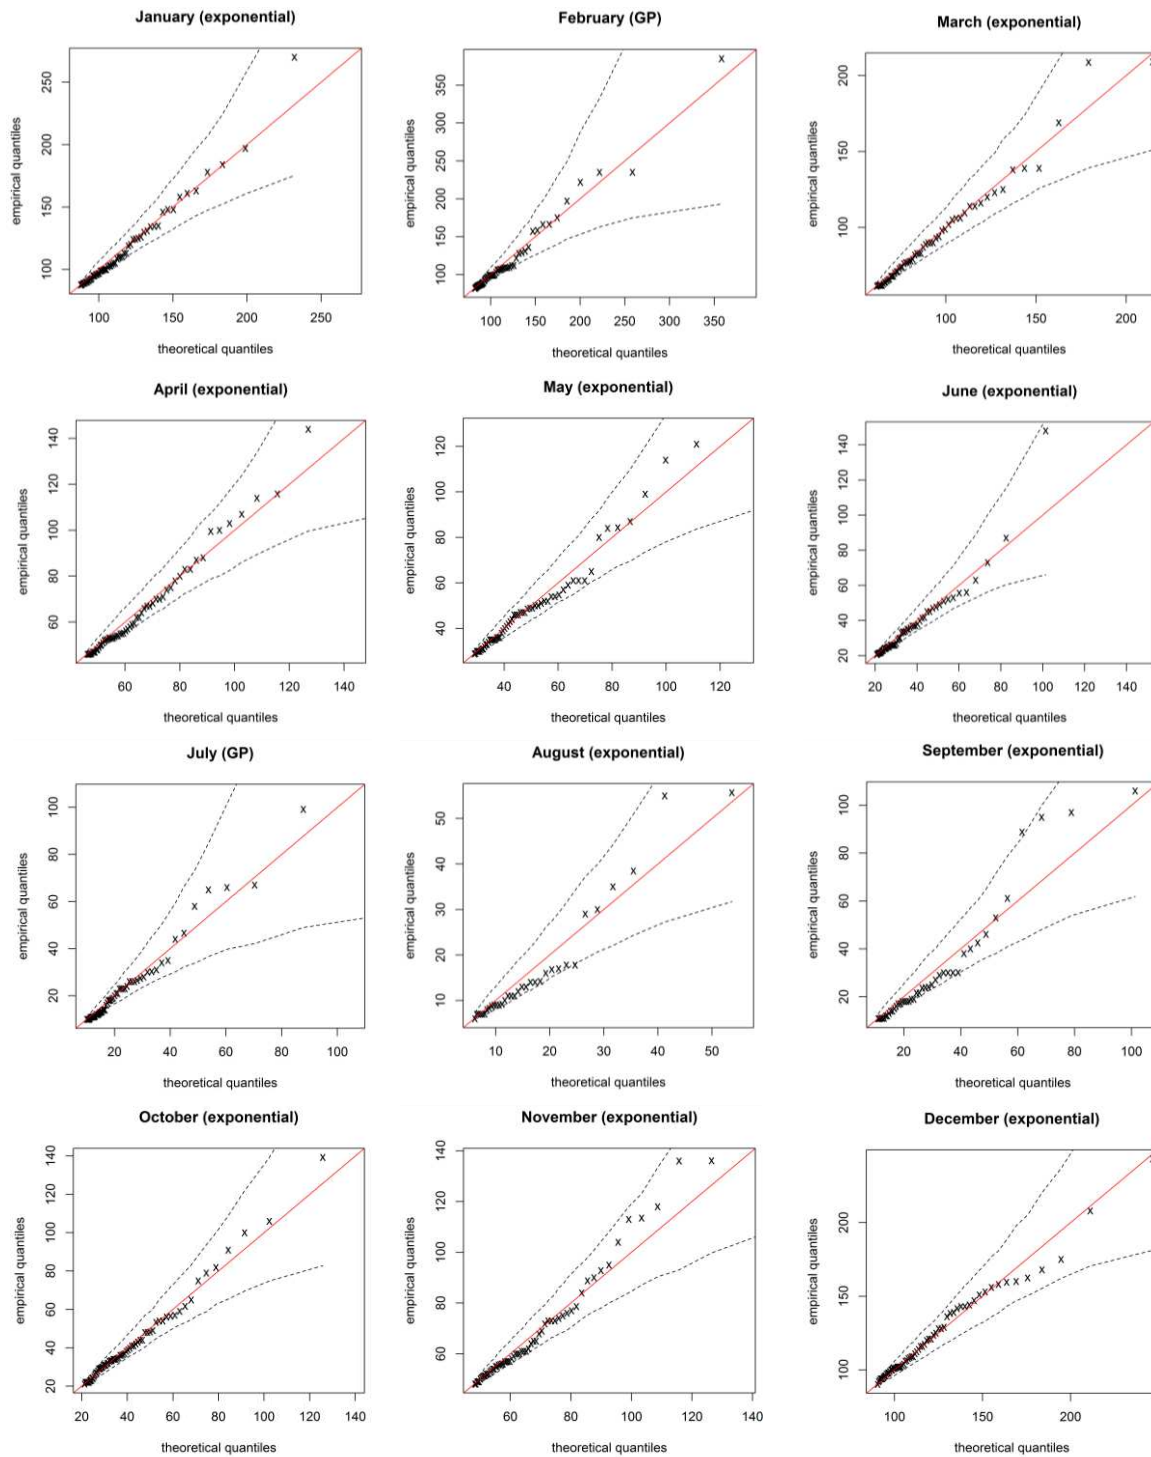 January (exponential)
empirical quantiles
250
200
150
100
100 150 200 250
theoretical quantiles
February (GP)
empirical quantiles
350
300
250
200
150
100
100 150 200 250 300 350
theoretical quantiles
March (exponential)
empirical quantiles
200
150
100
100 150 200
theoretical quantiles
April (exponential)
empirical quantiles
140
120
100
80
60
60 80 100 120 140
theoretical quantiles
May (exponential)
empirical quantiles
120
100
80
60
40
40 60 80 100 120
theoretical quantiles
June (exponential)
empirical quantiles
140
120
100
80
60
40
20
20 40 60 80 100 120 140
theoretical quantiles
July (GP)
empirical quantiles
100
80
60
40
20
20 40 60 80 100
theoretical quantiles
August (exponential)
empirical quantiles
50
40
30
20
10
10 20 30 40 50
theoretical quantiles
September (exponential)
empirical quantiles
100
80
60
40
20
20 40 60 80 100
theoretical quantiles
October (exponential)
empirical quantiles
140
120
100
80
60
40
20
20 40 60 80 100 120 140
theoretical quantiles
November (exponential)
empirical quantiles
140
120
100
80
60
60 80 100 120 140
theoretical quantiles
December (exponential)
empirical quantiles
200
150
100
100 150 200
theoretical quantiles